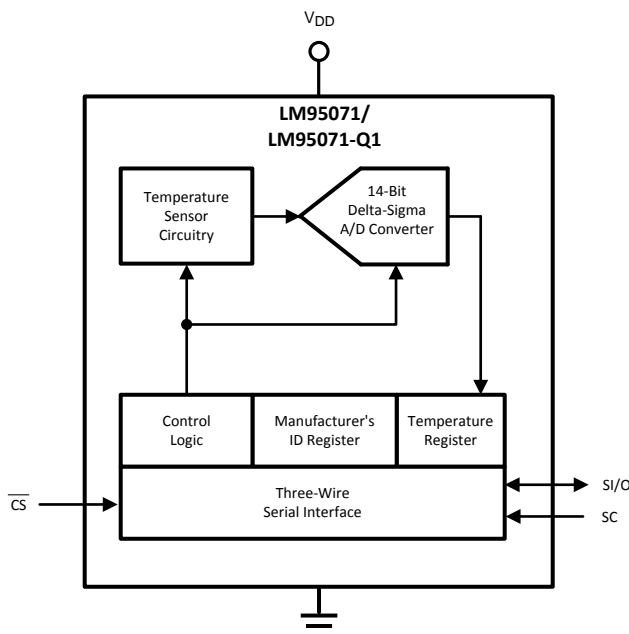 VDD
LM95071/
LM95071-Q1
Temperature
Sensor
Circuitry
14-Bit
Delta-Sigma
A/D Converter
Control
Logic
Manufacturer's
ID Register
Temperature
Register
Three-Wire
Serial Interface
CS
SI/O
SC